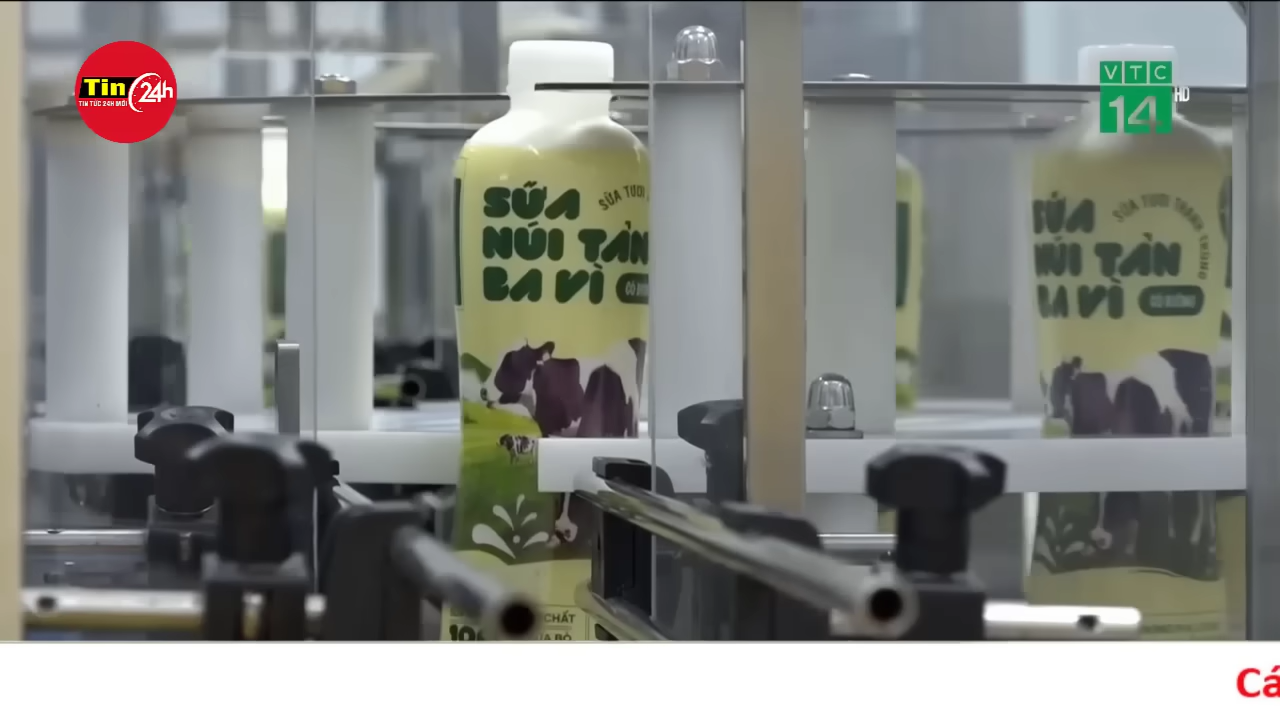 Tin 24h
TIN TỨC 24H MỚI
VTC
14
HD
SỮA
NÚI TẢN
BA VÌ
SỮA TƯƠI
CÓ ĐƯỜNG
SỮA
NÚI TẢN
BA VÌ
SỮA TƯƠI THANH TRÙNG
CÓ ĐƯỜNG
CHẤT
Cá